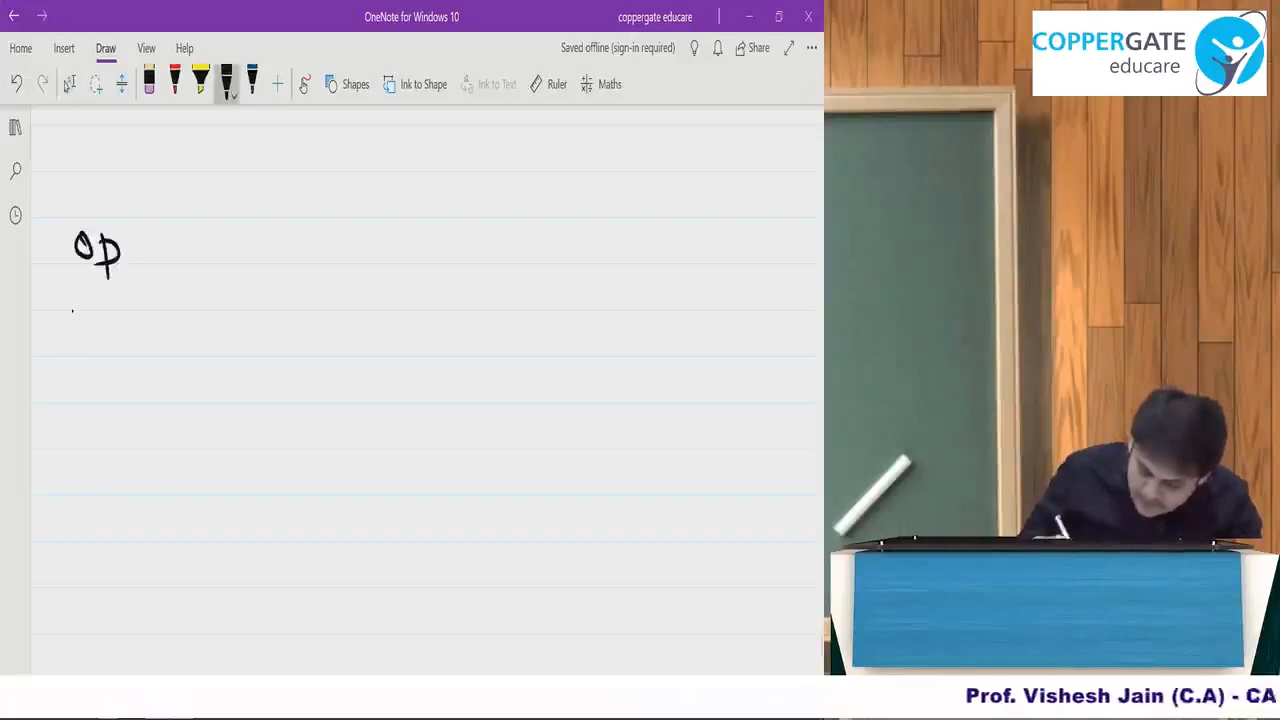 OneNote for Windows 10
coppergate educare
Home Insert Draw View Help
Saved offline (sign-in required)
Share
Shapes Ink to Shape Ink to Text Ruler Maths
Op
COPPERGATE
educare
Prof. Vishesh Jain (C.A) - CA